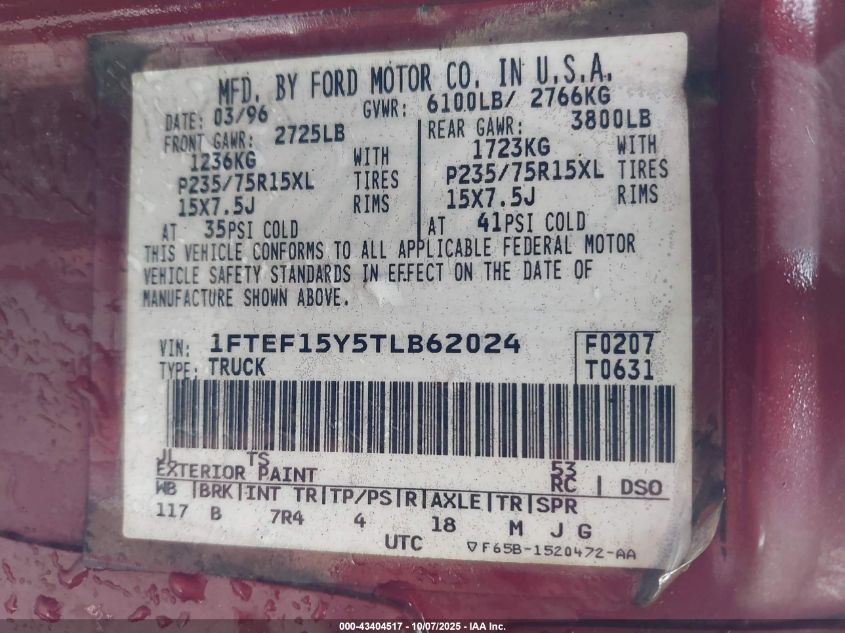 MFD. BY FORD MOTOR CO. IN U.S.A.
DATE: 03/96 GVWR: 6100LB/ 2766KG
FRONT GAWR: 2725LB REAR GAWR: 3800LB
1236KG WITH 1723KG WITH
P235/75R15XL TIRES P235/75R15XL TIRES
15X7.5J RIMS 15X7.5J RIMS
AT 35PSI COLD AT 41PSI COLD
THIS VEHICLE CONFORMS TO ALL APPLICABLE FEDERAL MOTOR
VEHICLE SAFETY STANDARDS IN EFFECT ON THE DATE OF
MANUFACTURE SHOWN ABOVE.
VIN: 1FTEF15Y5TLB62024 F0207
TYPE: TRUCK T0631
JL TS 53
EXTERIOR PAINT RC | DSO
WB |BRK|INT TR|TP/PS|R|AXLE|TR|SPR
117 B 7R4 4 18 M J G
UTC ▽F65B-1520472-AA
000-43404517 - 10/07/2025 - IAA Inc.